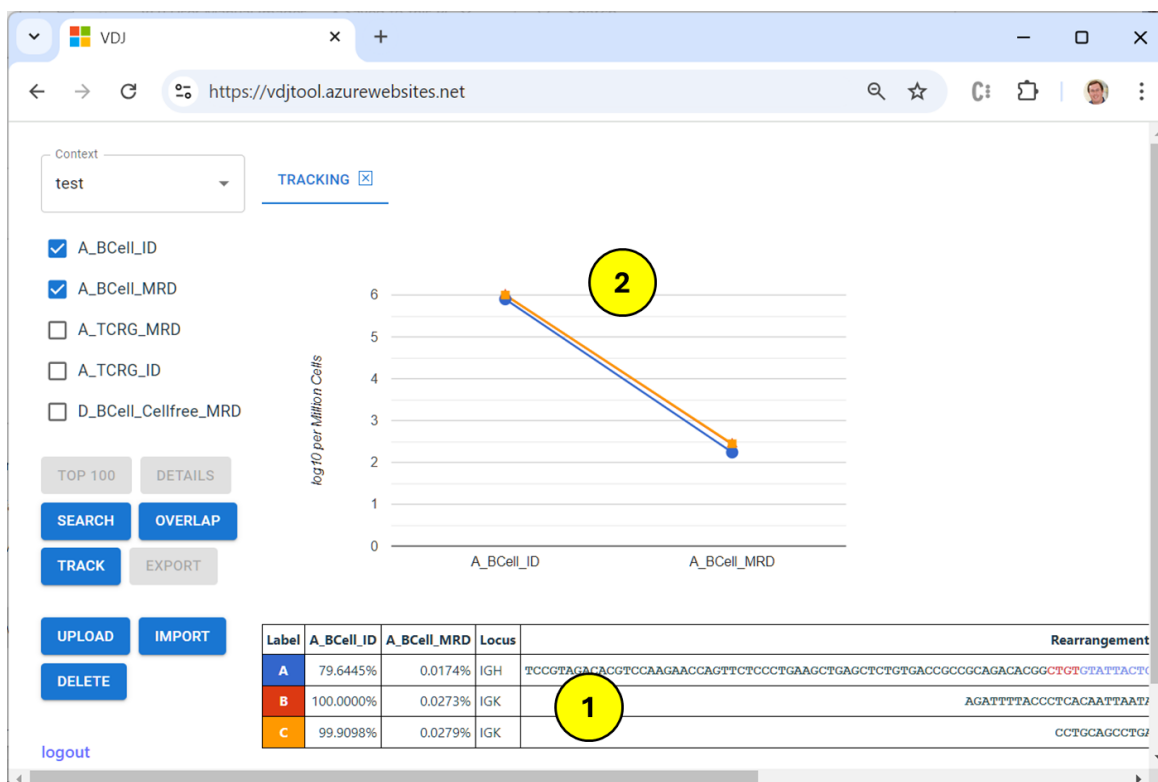 VDJ
https://vdjtool.azurewebsites.net
Context
test
TRACKING
A_BCell_ID
A_BCell_MRD
A_TCRG_MRD
A_TCRG_ID
D_BCell_Cellfree_MRD
TOP 100 DETAILS
SEARCH OVERLAP
TRACK EXPORT
UPLOAD IMPORT
DELETE
logout
2
log10 per Million Cells
6
5
4
3
2
1
0
A_BCell_ID A_BCell_MRD
Label A_BCell_ID A_BCell_MRD Locus Rearrangement
A 79.6445% 0.0174% IGH TCCGTAGACACGTCCAAGAACCAGTTCTCCCTGAAGCTGAGCTCTGTGACCGCCGCAGACACGGCTGTGTATTACTG
B 100.0000% 0.0273% IGK AGATTTTACCCTCACAATTAATA
C 99.9098% 0.0279% IGK CCTGCAGCCTGA
1